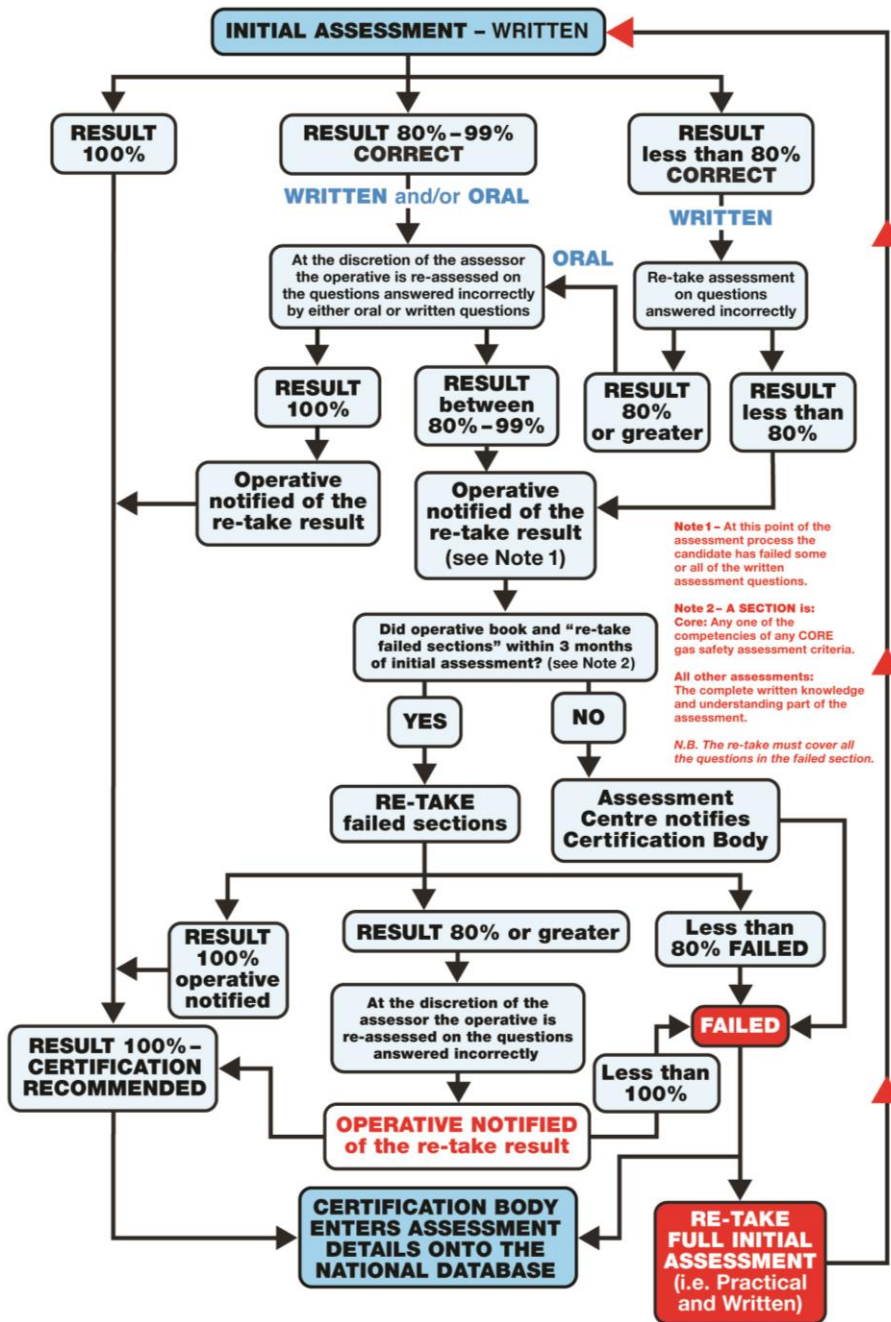 INITIAL ASSESSMENT – WRITTEN
RESULT
100%
RESULT 80%–99%
CORRECT
RESULT
less than 80%
CORRECT
WRITTEN and/or ORAL
WRITTEN
At the discretion of the assessor
the operative is re-assessed on
the questions answered incorrectly
by either oral or written questions
ORAL
Re-take assessment
on questions
answered incorrectly
RESULT
100%
RESULT
between
80%–99%
RESULT
80%
or greater
RESULT
less than
80%
Operative
notified of the
re-take result
Operative
notified of the
re-take result
(see Note 1)
Note 1 – At this point of the
assessment process the
candidate has failed some
or all of the written
assessment questions.
Note 2 – A SECTION is:
Core: Any one of the
competencies of any CORE
gas safety assessment criteria.
All other assessments:
The complete written knowledge
and understanding part of the
assessment.
N.B. The re-take must cover all
the questions in the failed section.
Did operative book and “re-take
failed sections” within 3 months
of initial assessment? (see Note 2)
YES
NO
RE-TAKE
failed sections
Assessment
Centre notifies
Certification Body
RESULT
100%
operative
notified
RESULT 80% or greater
Less than
80% FAILED
At the discretion of the
assessor the operative is
re-assessed on the questions
answered incorrectly
FAILED
RESULT 100%–
CERTIFICATION
RECOMMENDED
Less than
100%
OPERATIVE NOTIFIED
of the re-take result
CERTIFICATION BODY
ENTERS ASSESSMENT
DETAILS ONTO THE
NATIONAL DATABASE
RE-TAKE
FULL INITIAL
ASSESSMENT
(i.e. Practical
and Written)